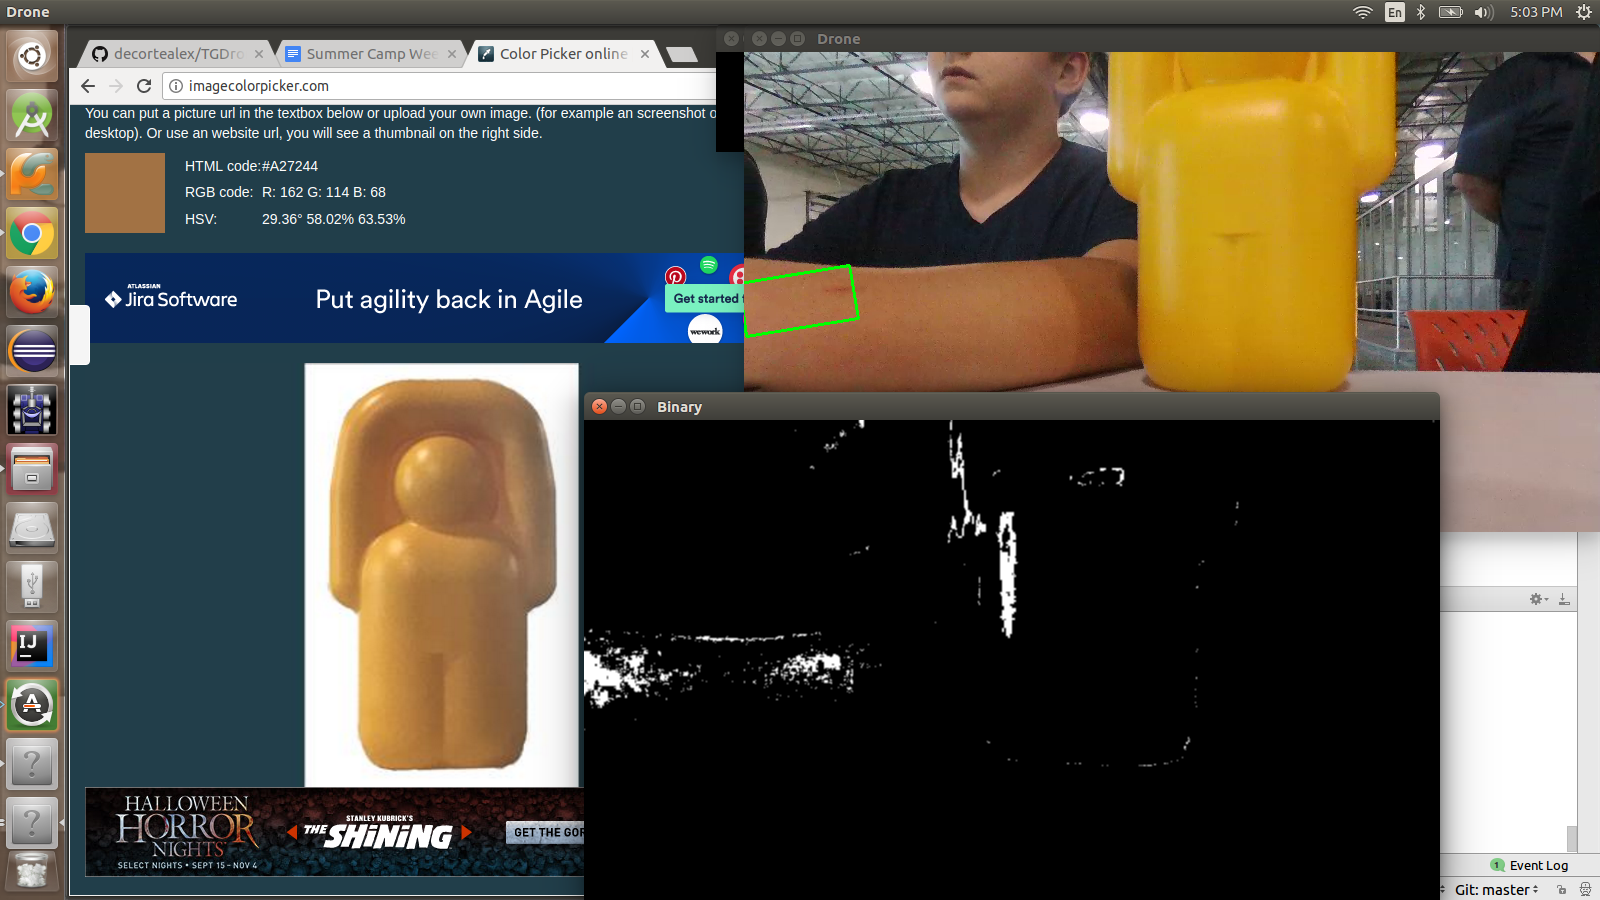 Drone
En
5:03 PM
decortealex/TGDro
Summer Camp Wee
Color Picker online
Drone
imagecolorpicker.com
You can put a picture url in the textbox below or upload your own image. (for example an screenshot o
desktop). Or use an website url, you will see a thumbnail on the right side.
HTML code:#A27244
RGB code: R: 162 G: 114 B: 68
HSV: 29.36° 58.02% 63.53%
ATLASSIAN
Jira Software
Put agility back in Agile
Get started
wework
Binary
HALLOWEEN
HORROR
NIGHTS
SELECT NIGHTS • SEPT 15 – NOV 4
STANLEY KUBRICK'S
THE SHiNiNG
GET THE GOR
IJ
A
1 Event Log
Git: master